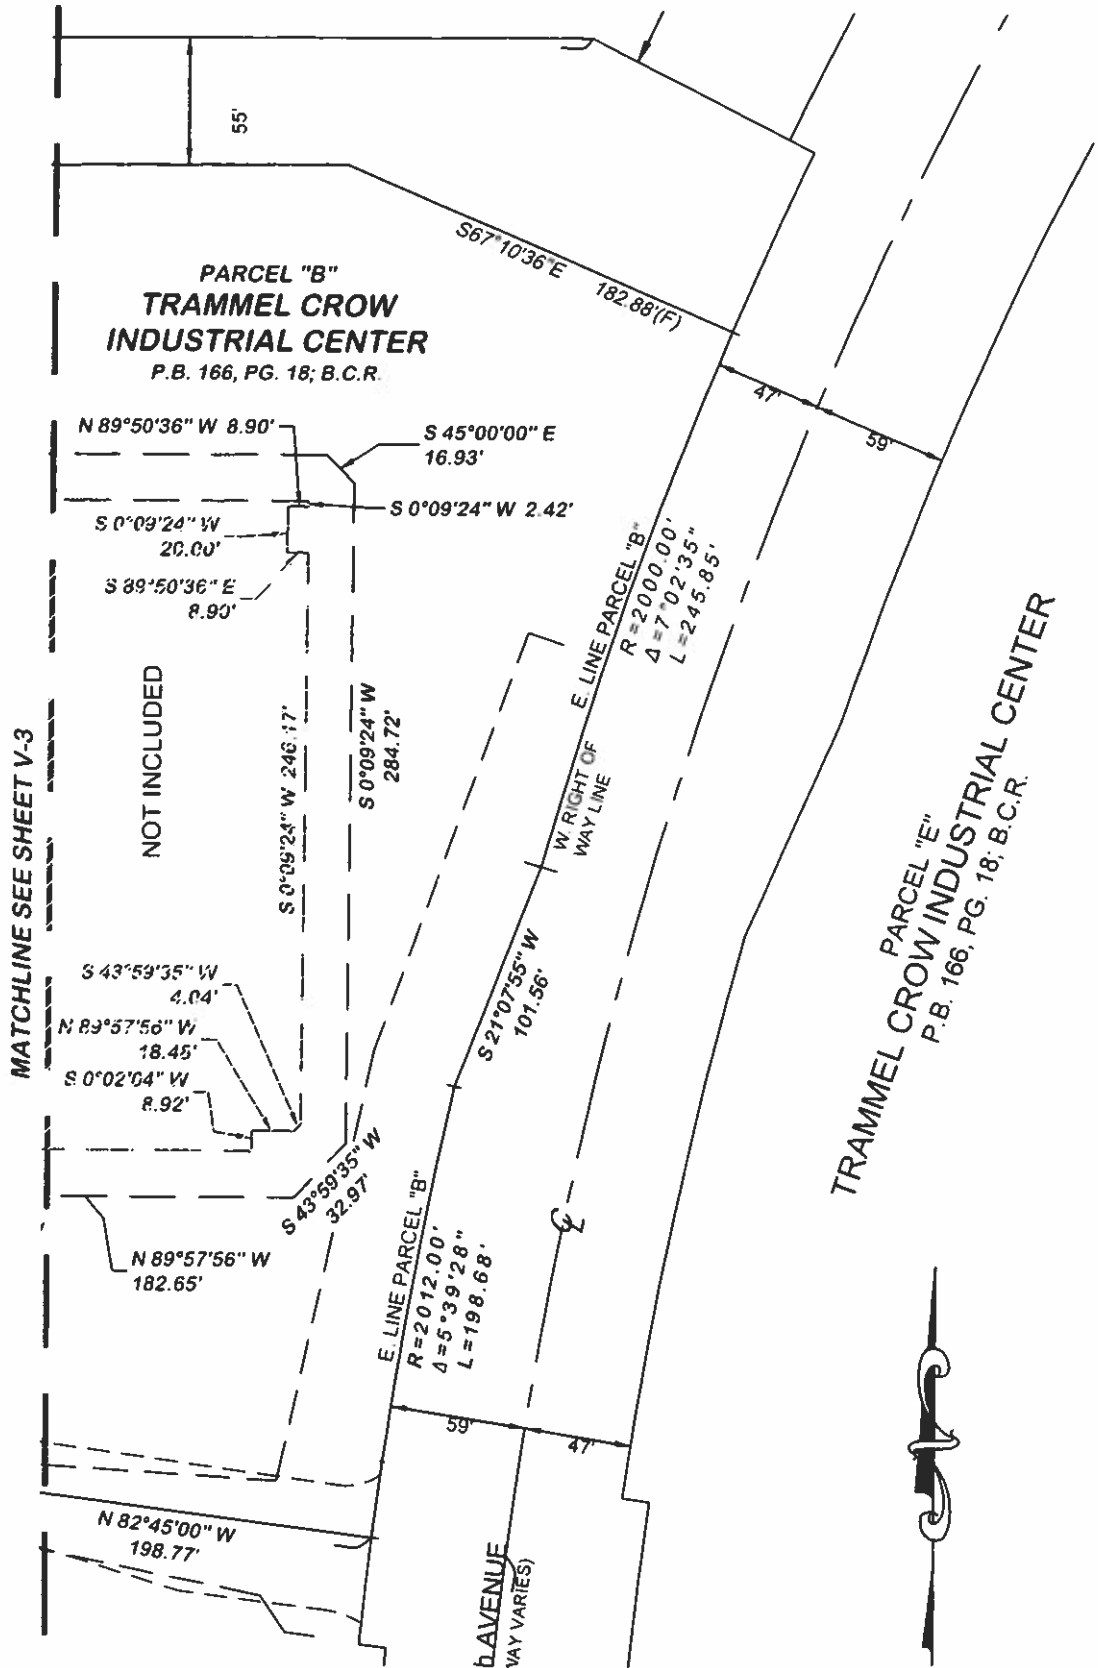 55'
S67°10'36"E 182.88'(F)
PARCEL "B"
TRAMMEL CROW
INDUSTRIAL CENTER
P.B. 166, PG. 18; B.C.R.
47'
59'
N 89°50'36" W 8.90'
S 45°00'00" E
16.93'
S 0°09'24" W 2.42'
S 0°09'24" W
20.00'
S 89°50'36" E
8.90'
E. LINE PARCEL "B"
R=2000.00'
Δ=7°02'35"
L=245.85'
NOT INCLUDED
S 0°09'24" W 246.17'
S 0°09'24" W
284.72'
W. RIGHT OF
WAY LINE
MATCHLINE SEE SHEET V-3
PARCEL "E"
TRAMMEL CROW INDUSTRIAL CENTER
P.B. 166, PG. 18; B.C.R.
S 43°59'35" W
4.04'
N 89°57'56" W
18.45'
S 0°02'04" W
8.92'
S 21°07'55" W
101.56'
S 43°59'35" W
32.97'
N 89°57'56" W
182.65'
E. LINE PARCEL "B"
R=2012.00'
Δ=5°39'28"
L=198.68'
59'
47'
N 82°45'00" W
198.77'
AVENUE
WAY VARIES)